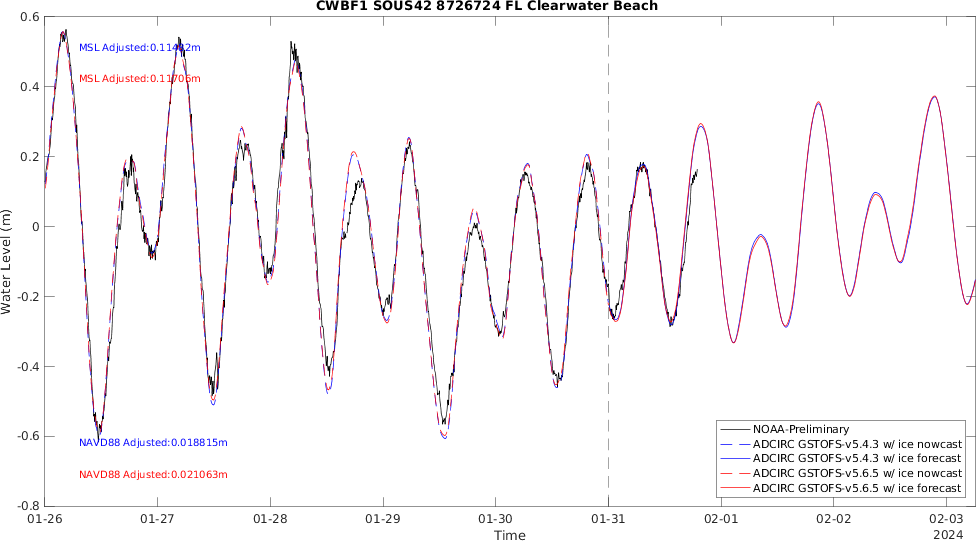 CWBF1 SOUS42 8726724 FL Clearwater Beach
0.6
MSL Adjusted:0.11482m
0.4
MSL Adjusted:0.11706m
0.2
0
Water Level (m)
-0.2
-0.4
-0.6
NAVD88 Adjusted:0.018815m
NAVD88 Adjusted:0.021063m
-0.8
NOAA-Preliminary
ADCIRC GSTOFS-v5.4.3 w/ ice nowcast
ADCIRC GSTOFS-v5.4.3 w/ ice forecast
ADCIRC GSTOFS-v5.6.5 w/ ice nowcast
ADCIRC GSTOFS-v5.6.5 w/ ice forecast
01-26 01-27 01-28 01-29 01-30 01-31 02-01 02-02 02-03
Time
2024